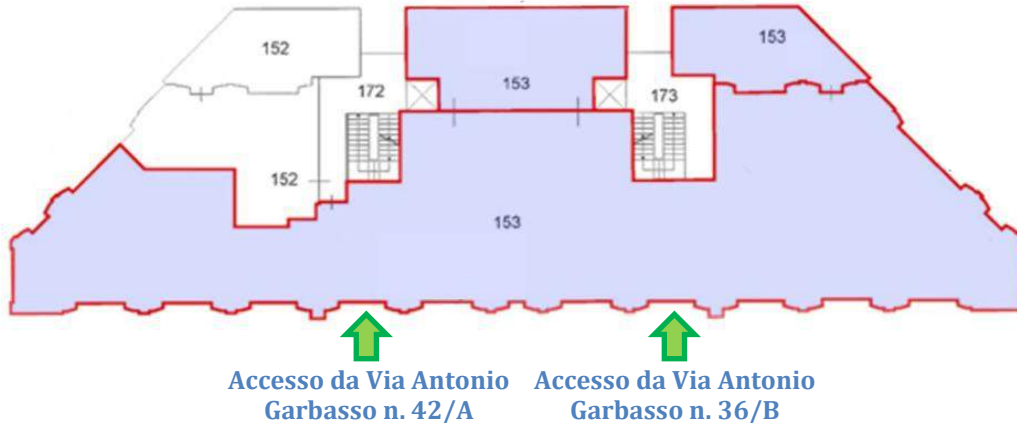 152
153
153
172
153
173
152
153
Accesso da Via Antonio
Garbasso n. 42/A
Accesso da Via Antonio
Garbasso n. 36/B